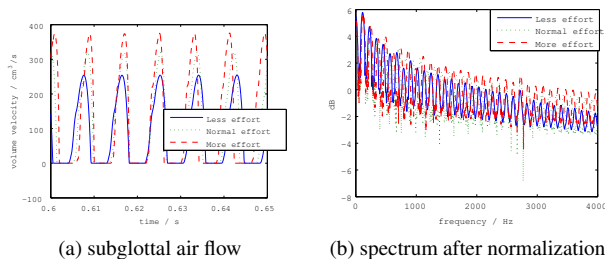 400
300
200
100
0
−100
0.6
0.61
0.62
0.63
0.64
0.65
volume velocity / cm³/s
time / s
Less effort
Normal effort
More effort
(a) subglottal air flow
6
4
2
0
−2
−4
−6
−8
0
1000
2000
3000
4000
dB
frequency / Hz
Less effort
Normal effort
More effort
(b) spectrum after normalization